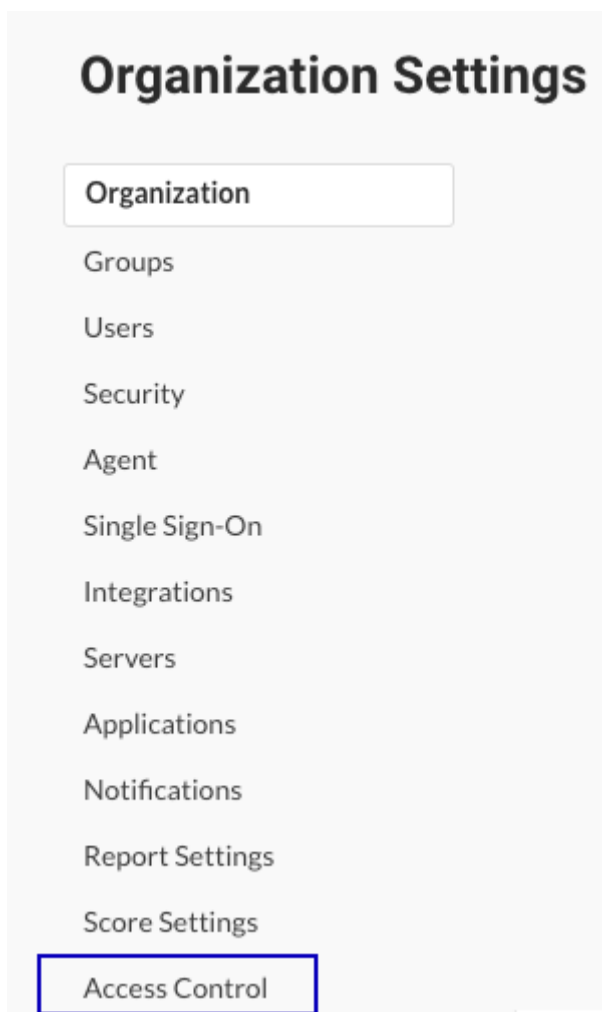 Organization Settings
Organization
Groups
Users
Security
Agent
Single Sign-On
Integrations
Servers
Applications
Notifications
Report Settings
Score Settings
Access Control